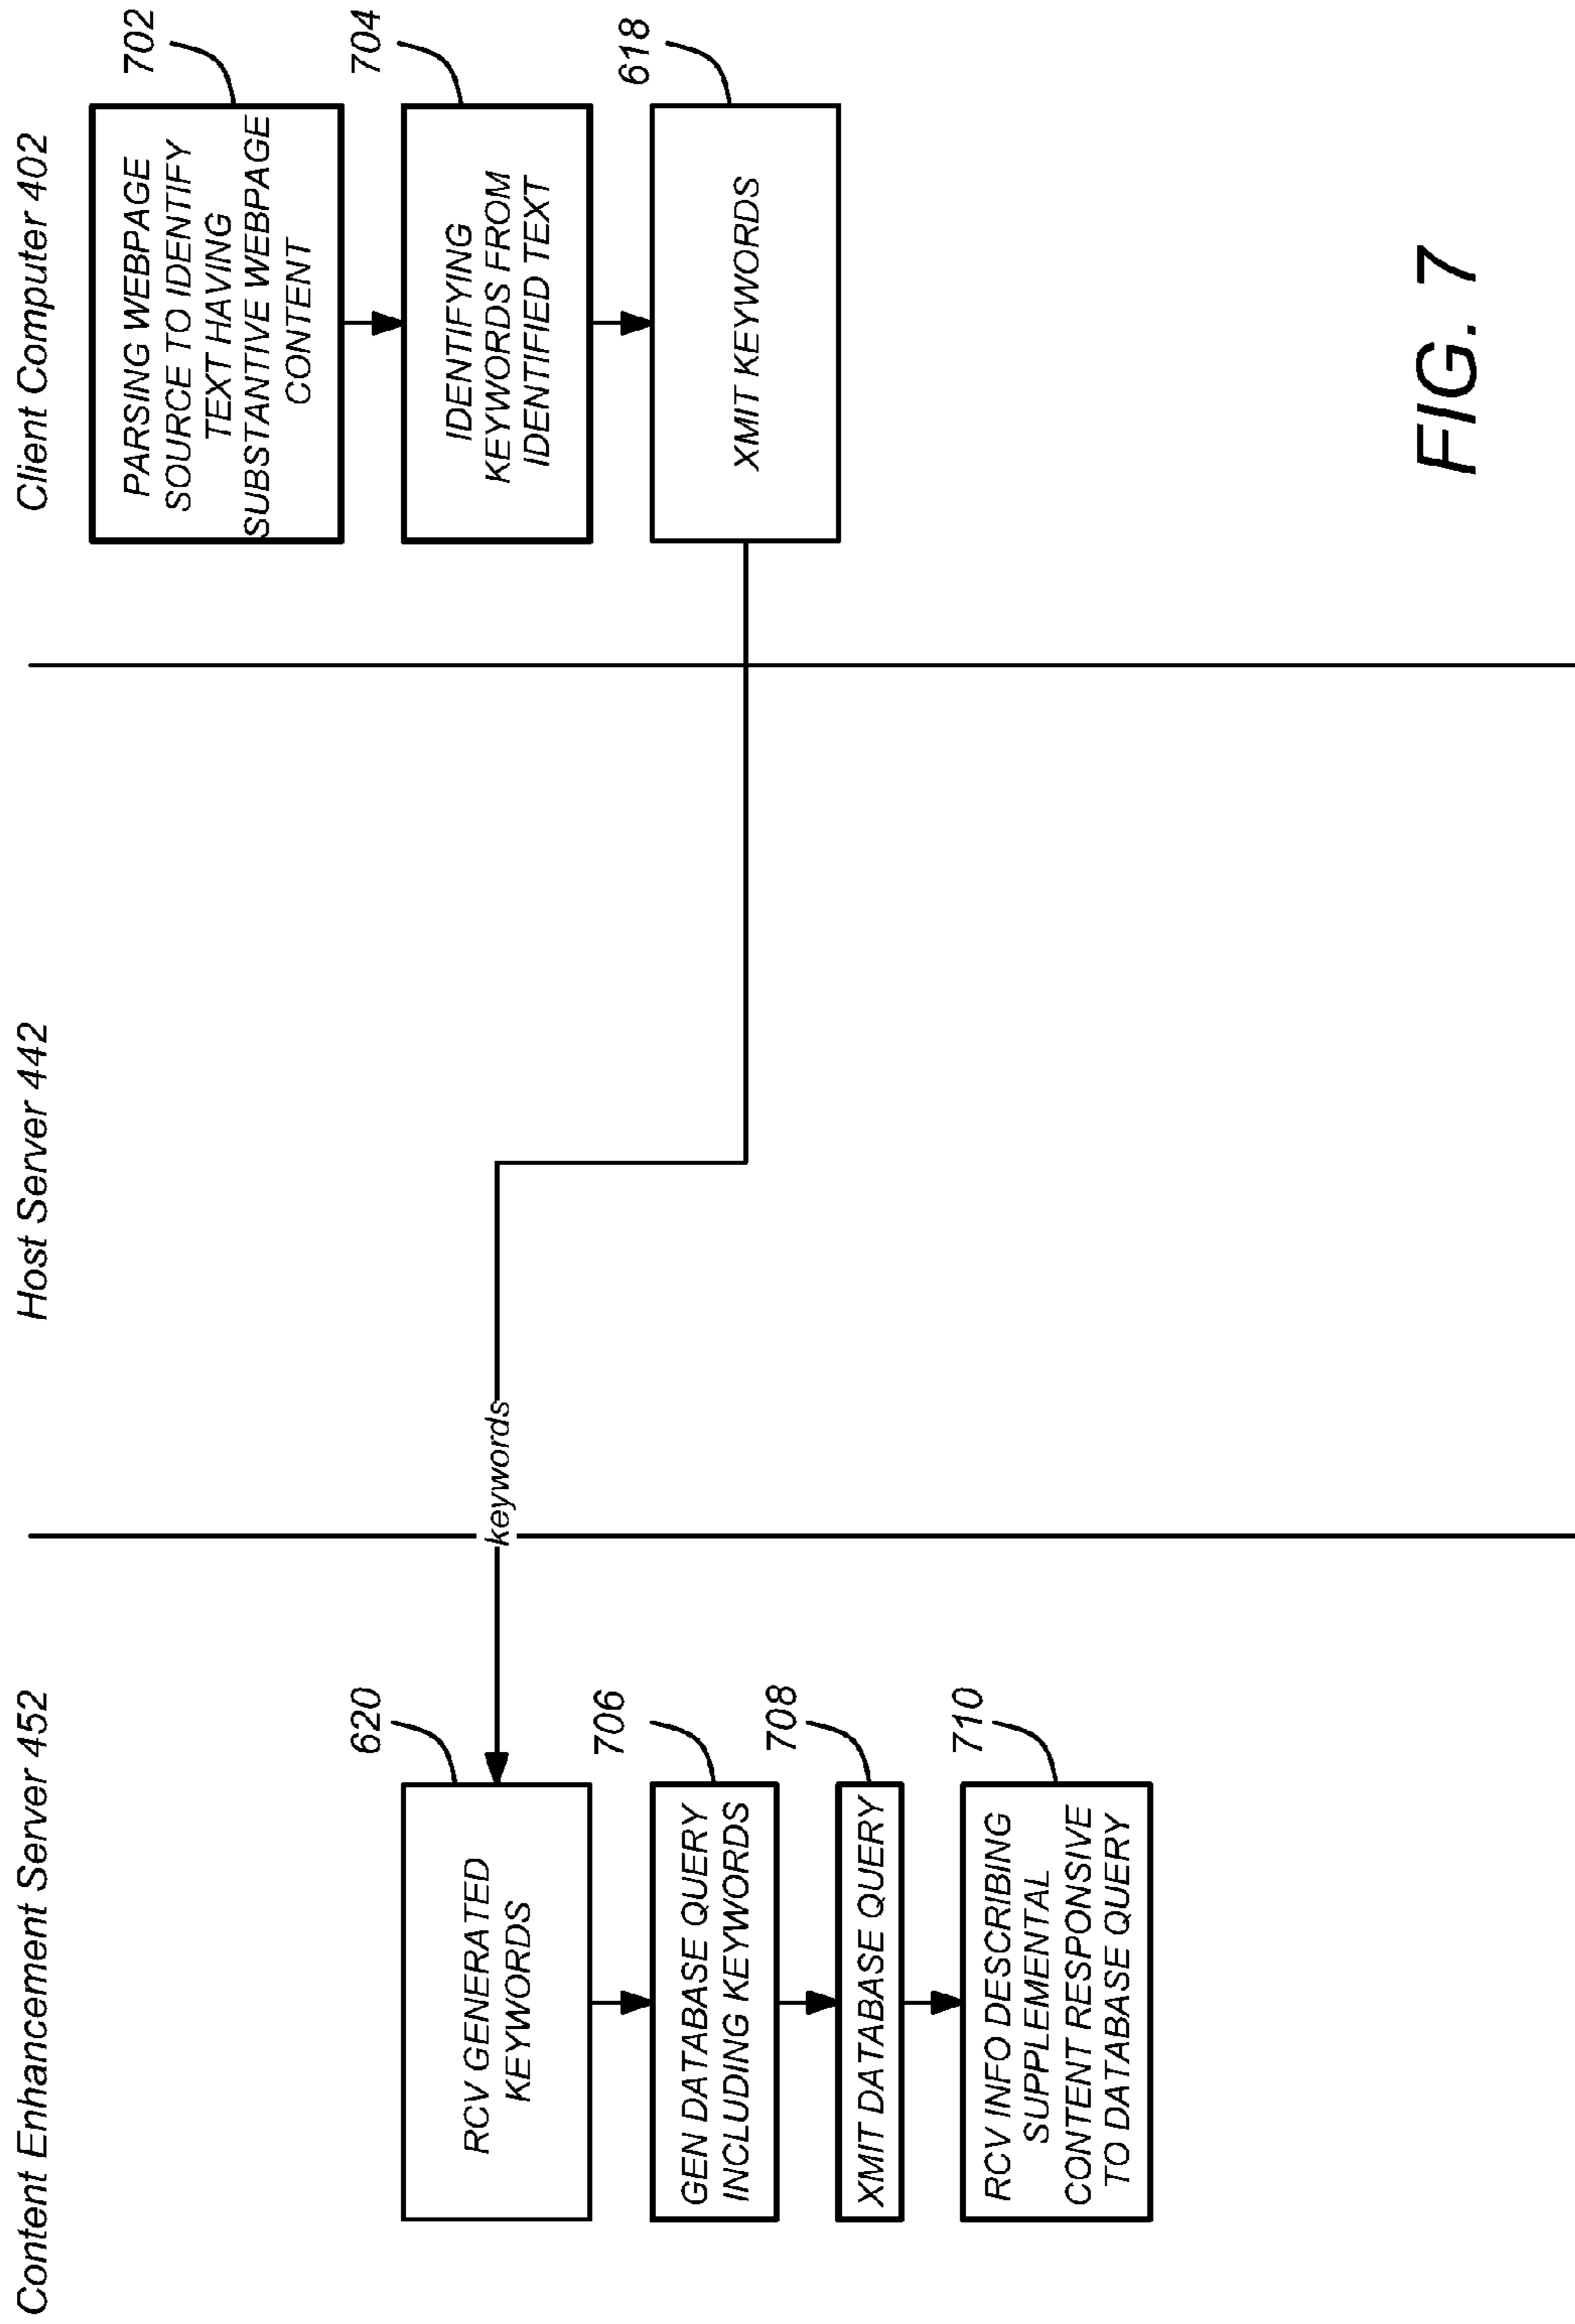 Content Enhancement Server 452
Host Server 442
Client Computer 402
620
RCV GENERATED
KEYWORDS
706
GEN DATABASE QUERY
INCLUDING KEYWORDS
708
XMIT DATABASE QUERY
710
RCV INFO DESCRIBING
SUPPLEMENTAL
CONTENT RESPONSIVE
TO DATABASE QUERY
keywords
702
PARSING WEBPAGE
SOURCE TO IDENTIFY
TEXT HAVING
SUBSTANTIVE WEBPAGE
CONTENT
704
IDENTIFYING
KEYWORDS FROM
IDENTIFIED TEXT
618
XMIT KEYWORDS
FIG. 7